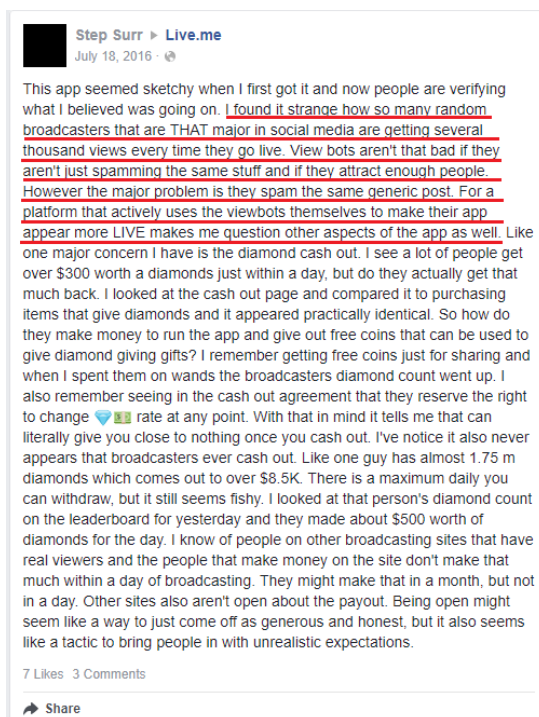 Step Surr ▶ Live.me
July 18, 2016 ·
This app seemed sketchy when I first got it and now people are verifying
what I believed was going on. I found it strange how so many random
broadcasters that are THAT major in social media are getting several
thousand views every time they go live. View bots aren't that bad if they
aren't just spamming the same stuff and if they attract enough people.
However the major problem is they spam the same generic post. For a
platform that actively uses the viewbots themselves to make their app
appear more LIVE makes me question other aspects of the app as well. Like
one major concern I have is the diamond cash out. I see a lot of people get
over $300 worth a diamonds just within a day, but do they actually get that
much back. I looked at the cash out page and compared it to purchasing
items that give diamonds and it appeared practically identical. So how do
they make money to run the app and give out free coins that can be used to
give diamond giving gifts? I remember getting free coins just for sharing and
when I spent them on wands the broadcasters diamond count went up. I
also remember seeing in the cash out agreement that they reserve the right
to change 💎💵 rate at any point. With that in mind it tells me that can
literally give you close to nothing once you cash out. I've notice it also never
appears that broadcasters ever cash out. Like one guy has almost 1.75 m
diamonds which comes out to over $8.5K. There is a maximum daily you
can withdraw, but it still seems fishy. I looked at that person's diamond count
on the leaderboard for yesterday and they made about $500 worth of
diamonds for the day. I know of people on other broadcasting sites that have
real viewers and the people that make money on the site don't make that
much within a day of broadcasting. They might make that in a month, but not
in a day. Other sites also aren't open about the payout. Being open might
seem like a way to just come off as generous and honest, but it also seems
like a tactic to bring people in with unrealistic expectations.
7 Likes 3 Comments
Share